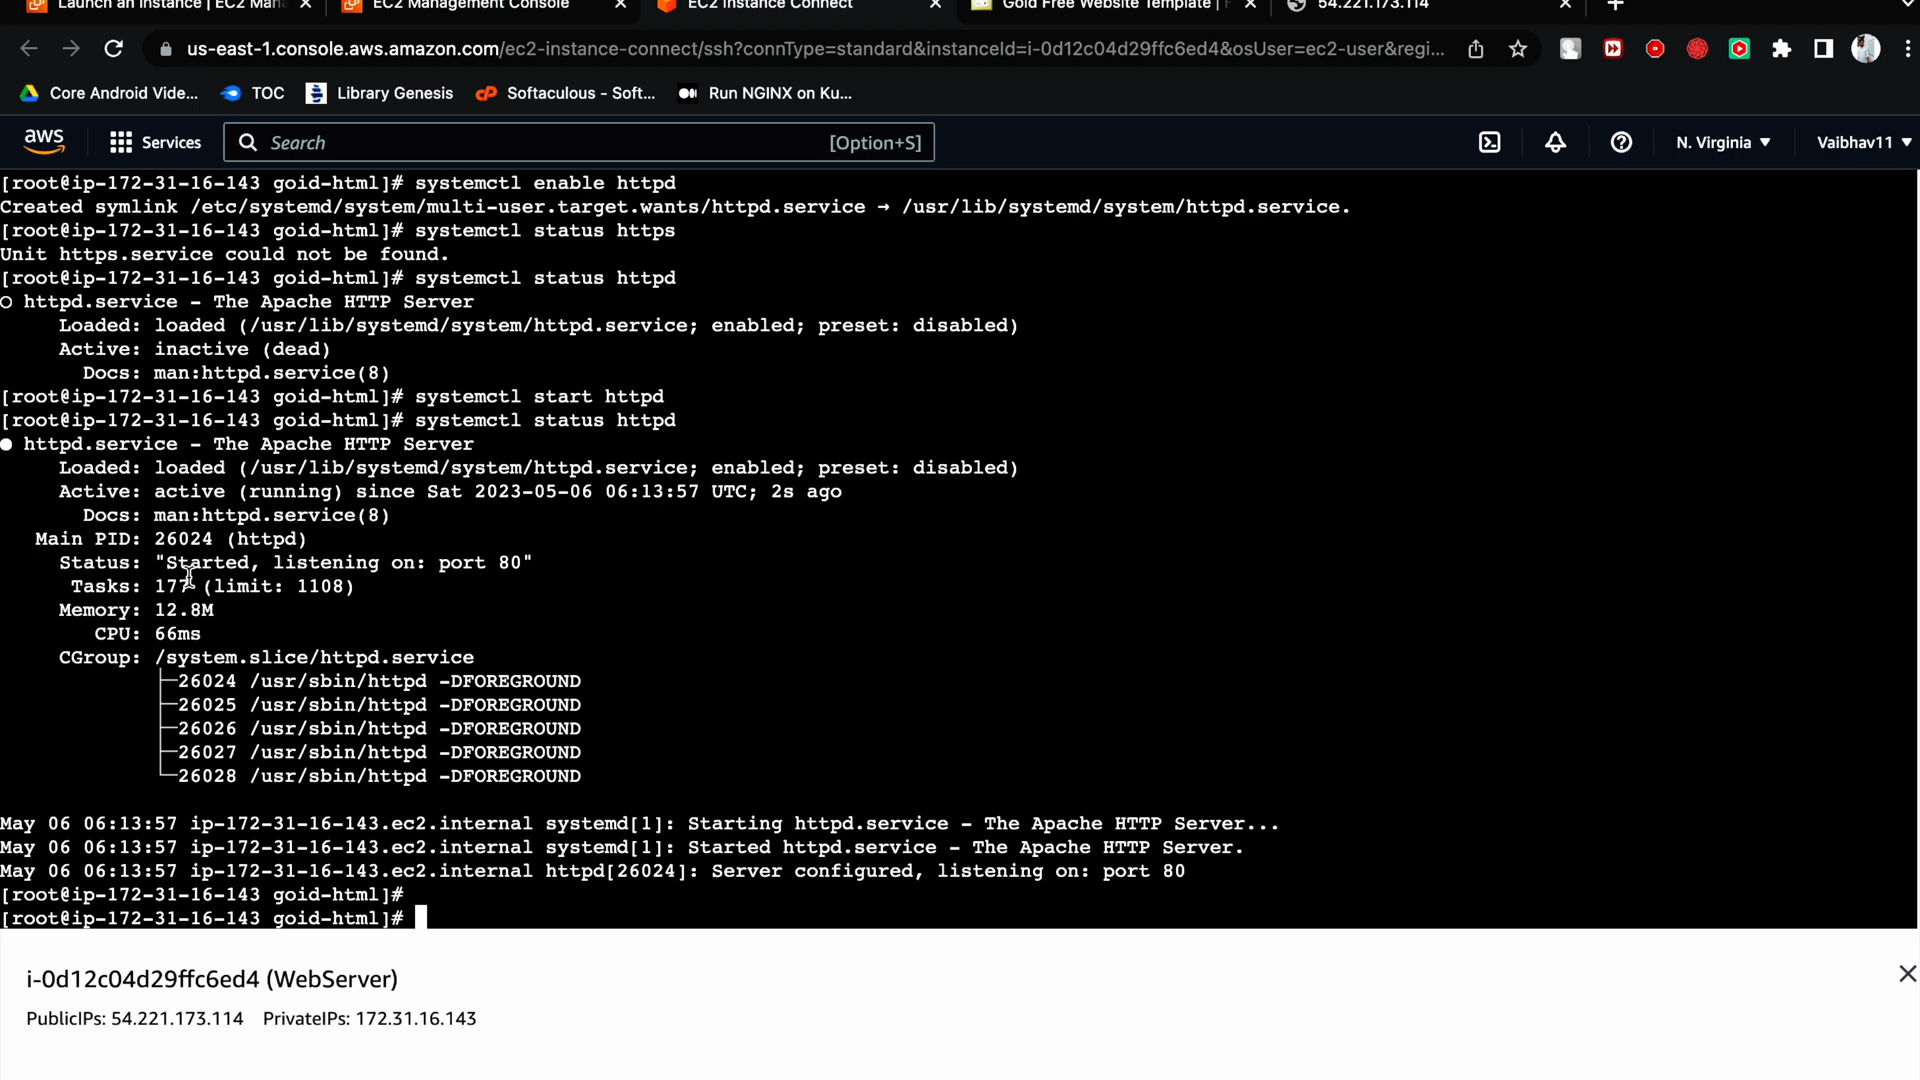 Launch an instance | EC2 Man
EC2 Management Console
EC2 Instance Connect
Gold Free Website Template |
54.221.173.114
us-east-1.console.aws.amazon.com/ec2-instance-connect/ssh?connType=standard&instanceId=i-0d12c04d29ffc6ed4&osUser=ec2-user&regi...
Core Android Vide...
TOC
Library Genesis
Softaculous - Soft...
Run NGINX on Ku...
aws
Services
Search
[Option+S]
N. Virginia
Vaibhav11
[root@ip-172-31-16-143 goid-html]# systemctl enable httpd
Created symlink /etc/systemd/system/multi-user.target.wants/httpd.service → /usr/lib/systemd/system/httpd.service.
[root@ip-172-31-16-143 goid-html]# systemctl status https
Unit https.service could not be found.
[root@ip-172-31-16-143 goid-html]# systemctl status httpd
○ httpd.service - The Apache HTTP Server
Loaded: loaded (/usr/lib/systemd/system/httpd.service; enabled; preset: disabled)
Active: inactive (dead)
Docs: man:httpd.service(8)
[root@ip-172-31-16-143 goid-html]# systemctl start httpd
[root@ip-172-31-16-143 goid-html]# systemctl status httpd
● httpd.service - The Apache HTTP Server
Loaded: loaded (/usr/lib/systemd/system/httpd.service; enabled; preset: disabled)
Active: active (running) since Sat 2023-05-06 06:13:57 UTC; 2s ago
Docs: man:httpd.service(8)
Main PID: 26024 (httpd)
Status: "Started, listening on: port 80"
Tasks: 177 (limit: 1108)
Memory: 12.8M
CPU: 66ms
CGroup: /system.slice/httpd.service
├─26024 /usr/sbin/httpd -DFOREGROUND
├─26025 /usr/sbin/httpd -DFOREGROUND
├─26026 /usr/sbin/httpd -DFOREGROUND
├─26027 /usr/sbin/httpd -DFOREGROUND
└─26028 /usr/sbin/httpd -DFOREGROUND
May 06 06:13:57 ip-172-31-16-143.ec2.internal systemd[1]: Starting httpd.service - The Apache HTTP Server...
May 06 06:13:57 ip-172-31-16-143.ec2.internal systemd[1]: Started httpd.service - The Apache HTTP Server.
May 06 06:13:57 ip-172-31-16-143.ec2.internal httpd[26024]: Server configured, listening on: port 80
[root@ip-172-31-16-143 goid-html]#
[root@ip-172-31-16-143 goid-html]#
i-0d12c04d29ffc6ed4 (WebServer)
PublicIPs: 54.221.173.114 PrivateIPs: 172.31.16.143